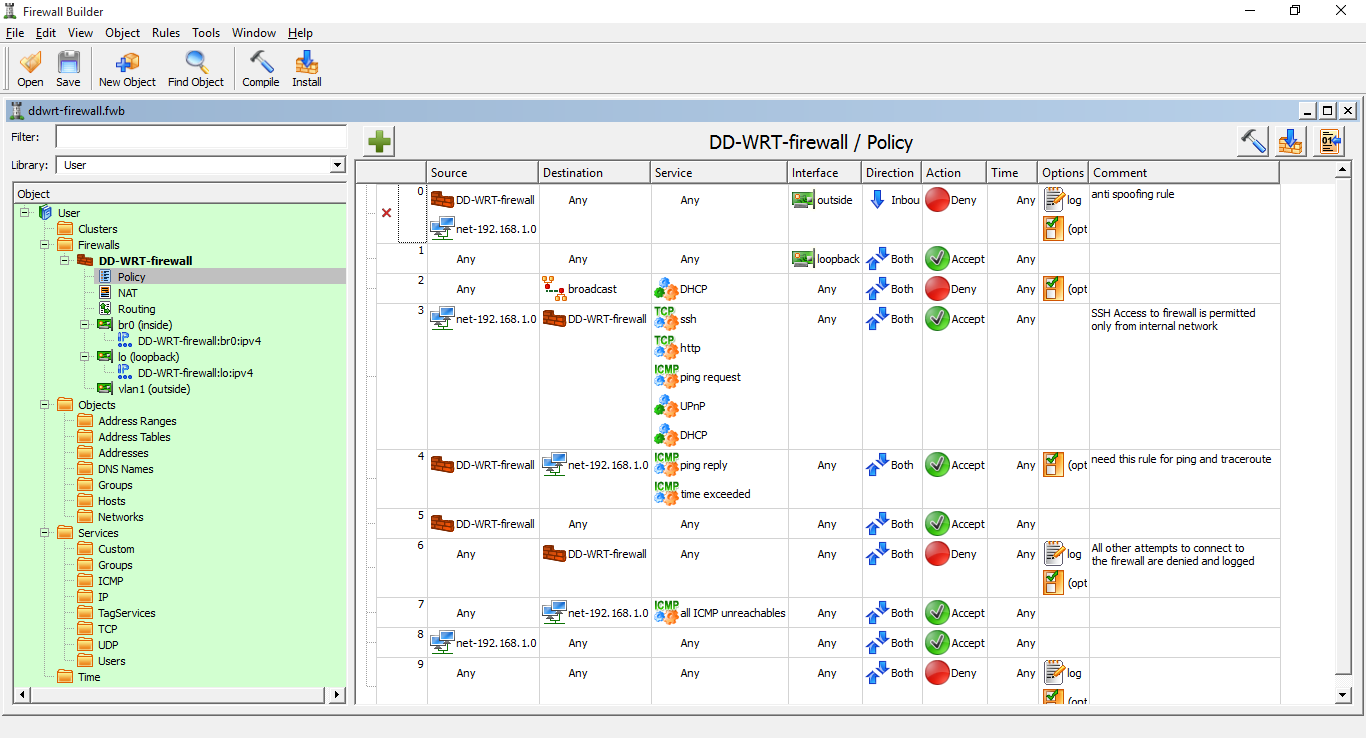 Firewall Builder
File Edit View Object Rules Tools Window Help
Open Save New Object Find Object Compile Install
ddwrt-firewall.fwb
Filter:
Library: User
Object
User
Clusters
Firewalls
DD-WRT-firewall
Policy
NAT
Routing
br0 (inside)
IP DD-WRT-firewall:br0:ipv4
lo (loopback)
IP DD-WRT-firewall:lo:ipv4
vlan1 (outside)
Objects
Address Ranges
Address Tables
Addresses
DNS Names
Groups
Hosts
Networks
Services
Custom
Groups
ICMP
IP
TagServices
TCP
UDP
Users
Time
DD-WRT-firewall / Policy
Source Destination Service Interface Direction Action Time Options Comment
0 DD-WRT-firewall Any Any outside Inbou Deny Any log anti spoofing rule
net-192.168.1.0 (opt
1 Any Any Any loopback Both Accept Any
2 Any broadcast DHCP Any Both Deny Any (opt
3 net-192.168.1.0 DD-WRT-firewall TCP ssh Any Both Accept Any SSH Access to firewall is permitted
only from internal network
TCP http
ICMP ping request
UPnP
DHCP
4 DD-WRT-firewall net-192.168.1.0 ICMP ping reply Any Both Accept Any (opt need this rule for ping and traceroute
ICMP time exceeded
5 DD-WRT-firewall Any Any Any Both Accept Any
6 Any DD-WRT-firewall Any Any Both Deny Any log All other attempts to connect to
the firewall are denied and logged
(opt
7 Any net-192.168.1.0 ICMP all ICMP unreachables Any Both Accept Any
8 net-192.168.1.0 Any Any Any Both Accept Any
9 Any Any Any Any Both Deny Any log
(opt